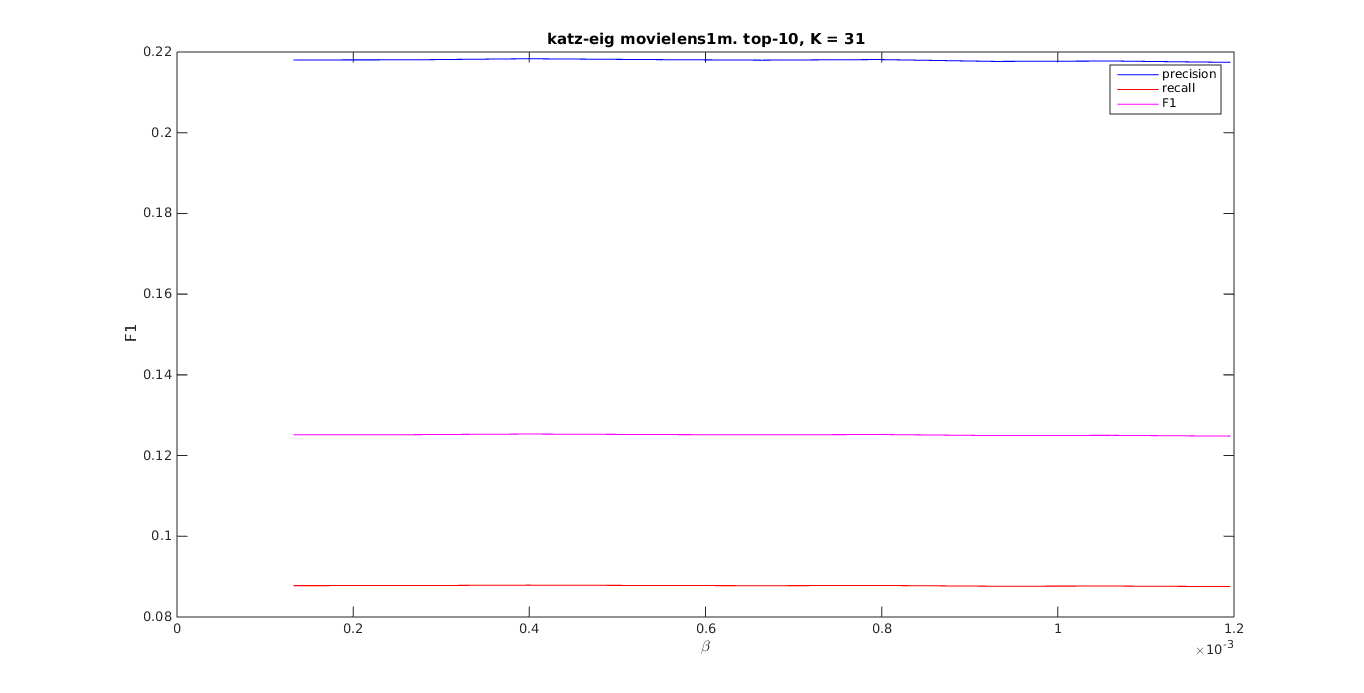 katz-eig movielens1m. top-10, K = 31
0.22
0.2
0.18
0.16
0.14
0.12
0.1
0.08
F1
precision
recall
F1
0 0.2 0.4 0.6 0.8 1 1.2
β
×10^-3